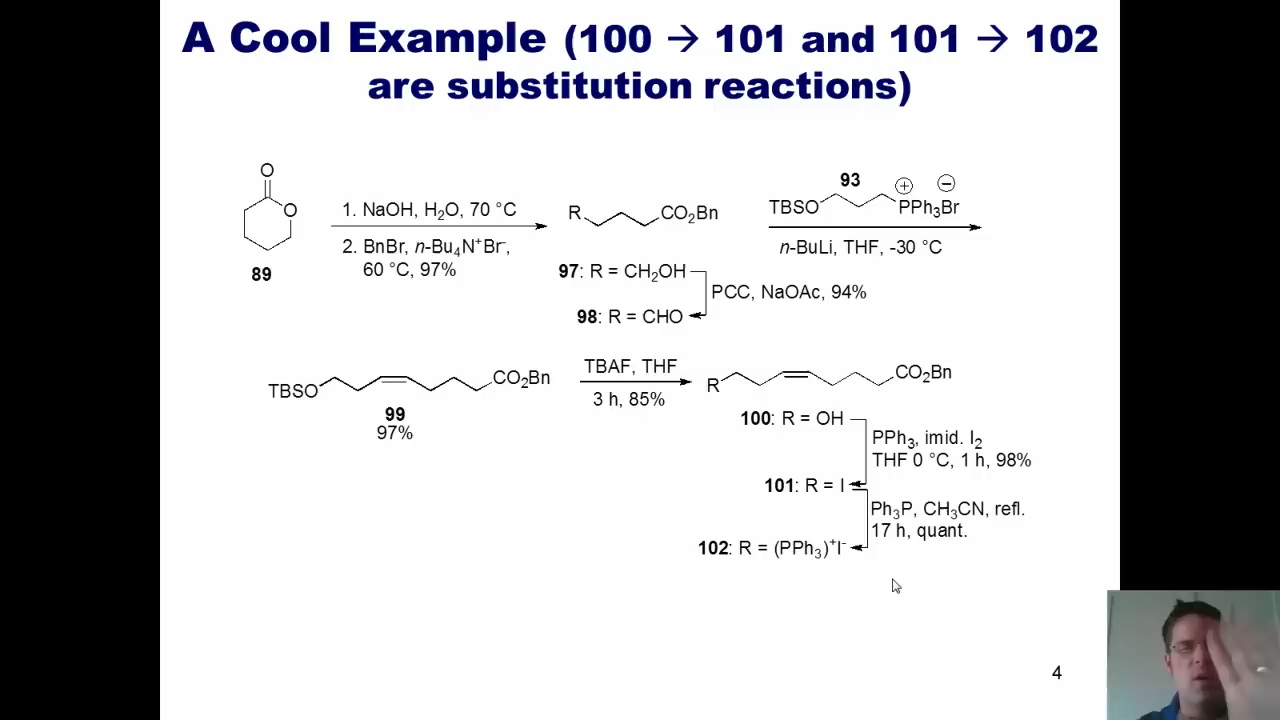 A Cool Example (100 → 101 and 101 → 102
are substitution reactions)
O
O
89
1. NaOH, H₂O, 70 °C
2. BnBr, n-Bu₄N⁺Br⁻,
60 °C, 97%
R
CO₂Bn
97: R = CH₂OH
PCC, NaOAc, 94%
98: R = CHO
93
TBSO
PPh₃Br
+
−
n-BuLi, THF, -30 °C
TBSO
CO₂Bn
99
97%
TBAF, THF
3 h, 85%
R
CO₂Bn
100: R = OH
PPh₃, imid. I₂
THF 0 °C, 1 h, 98%
101: R = I
Ph₃P, CH₃CN, refl.
17 h, quant.
102: R = (PPh₃)⁺I⁻
4